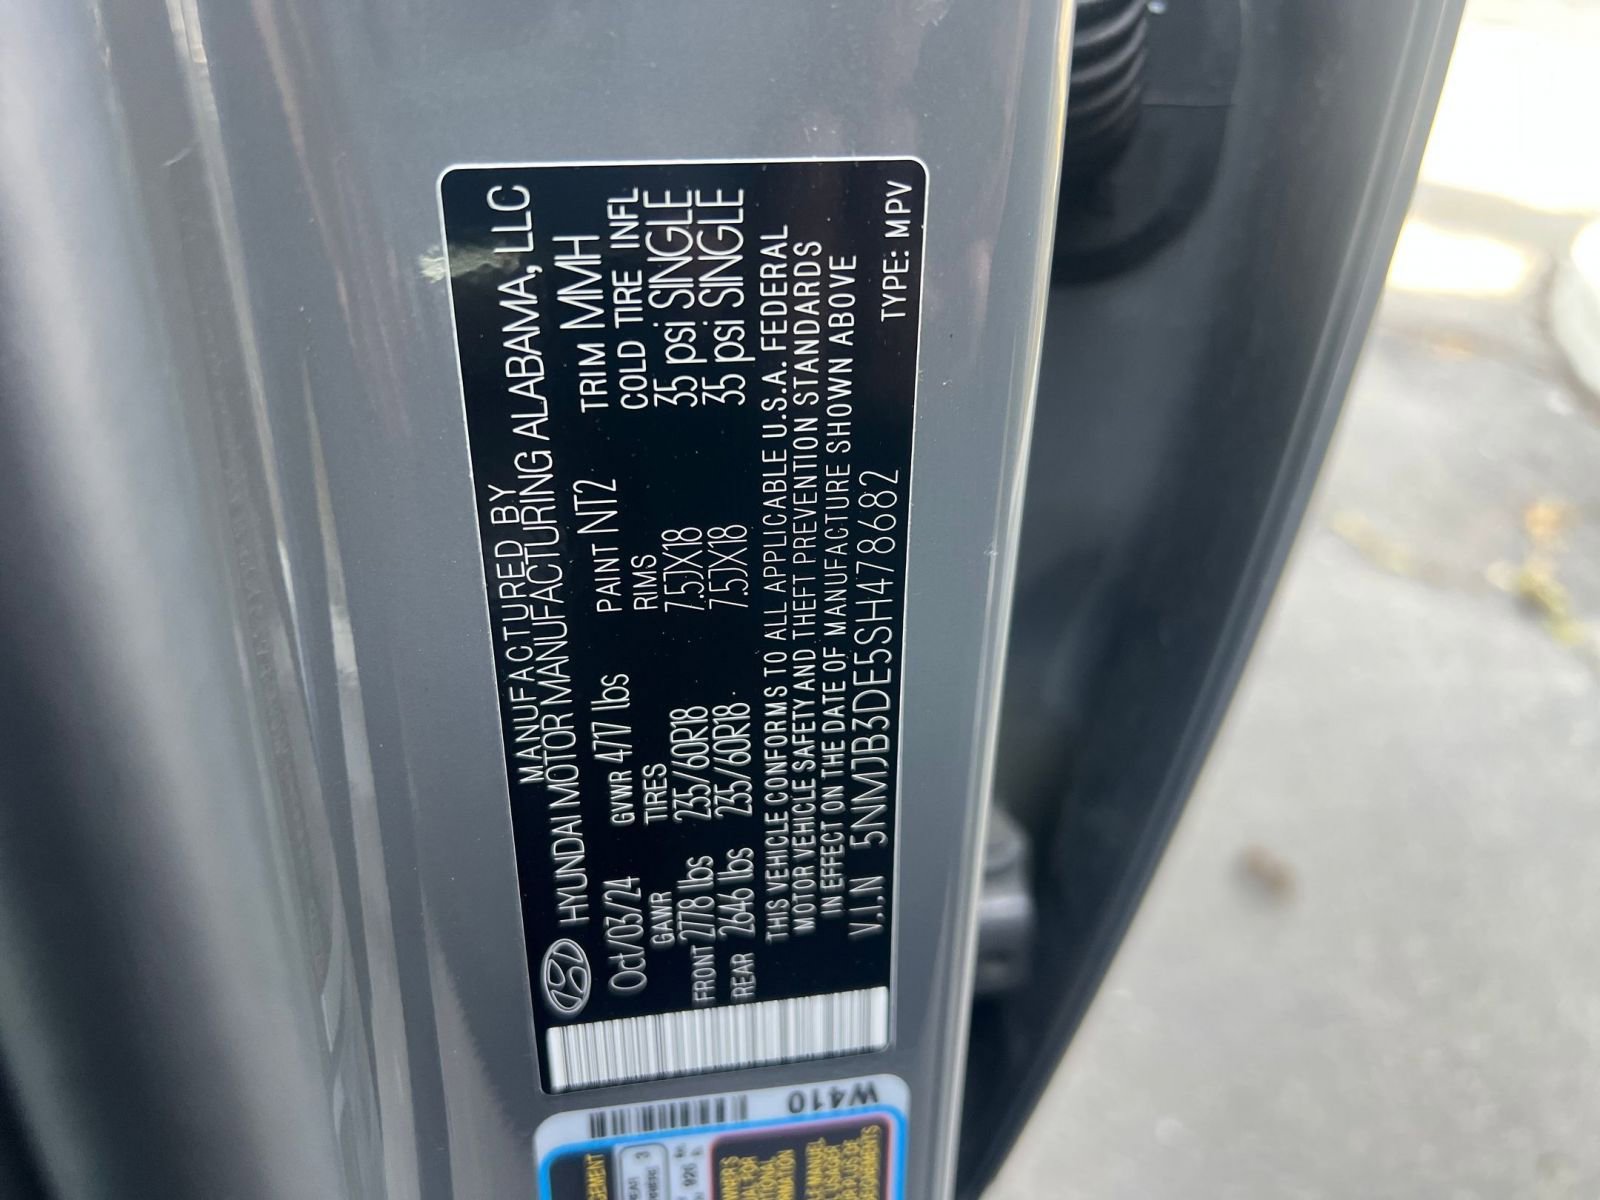 MANUFACTURED BY
HYUNDAI MOTOR MANUFACTURING ALABAMA, LLC
Oct/03/24 GVWR 4717 lbs PAINT NT2 TRIM MMH
GAWR TIRES RIMS COLD TIRE INFL
FRONT 2778 lbs 235/60R18 7.5JX18 35 psi SINGLE
REAR 2646 lbs 235/60R18 7.5JX18 35 psi SINGLE
THIS VEHICLE CONFORMS TO ALL APPLICABLE U.S.A. FEDERAL
MOTOR VEHICLE SAFETY AND THEFT PREVENTION STANDARDS
IN EFFECT ON THE DATE OF MANUFACTURE SHOWN ABOVE
V.I.N 5NMJB3DE5SH478682 TYPE: MPV
W410
3